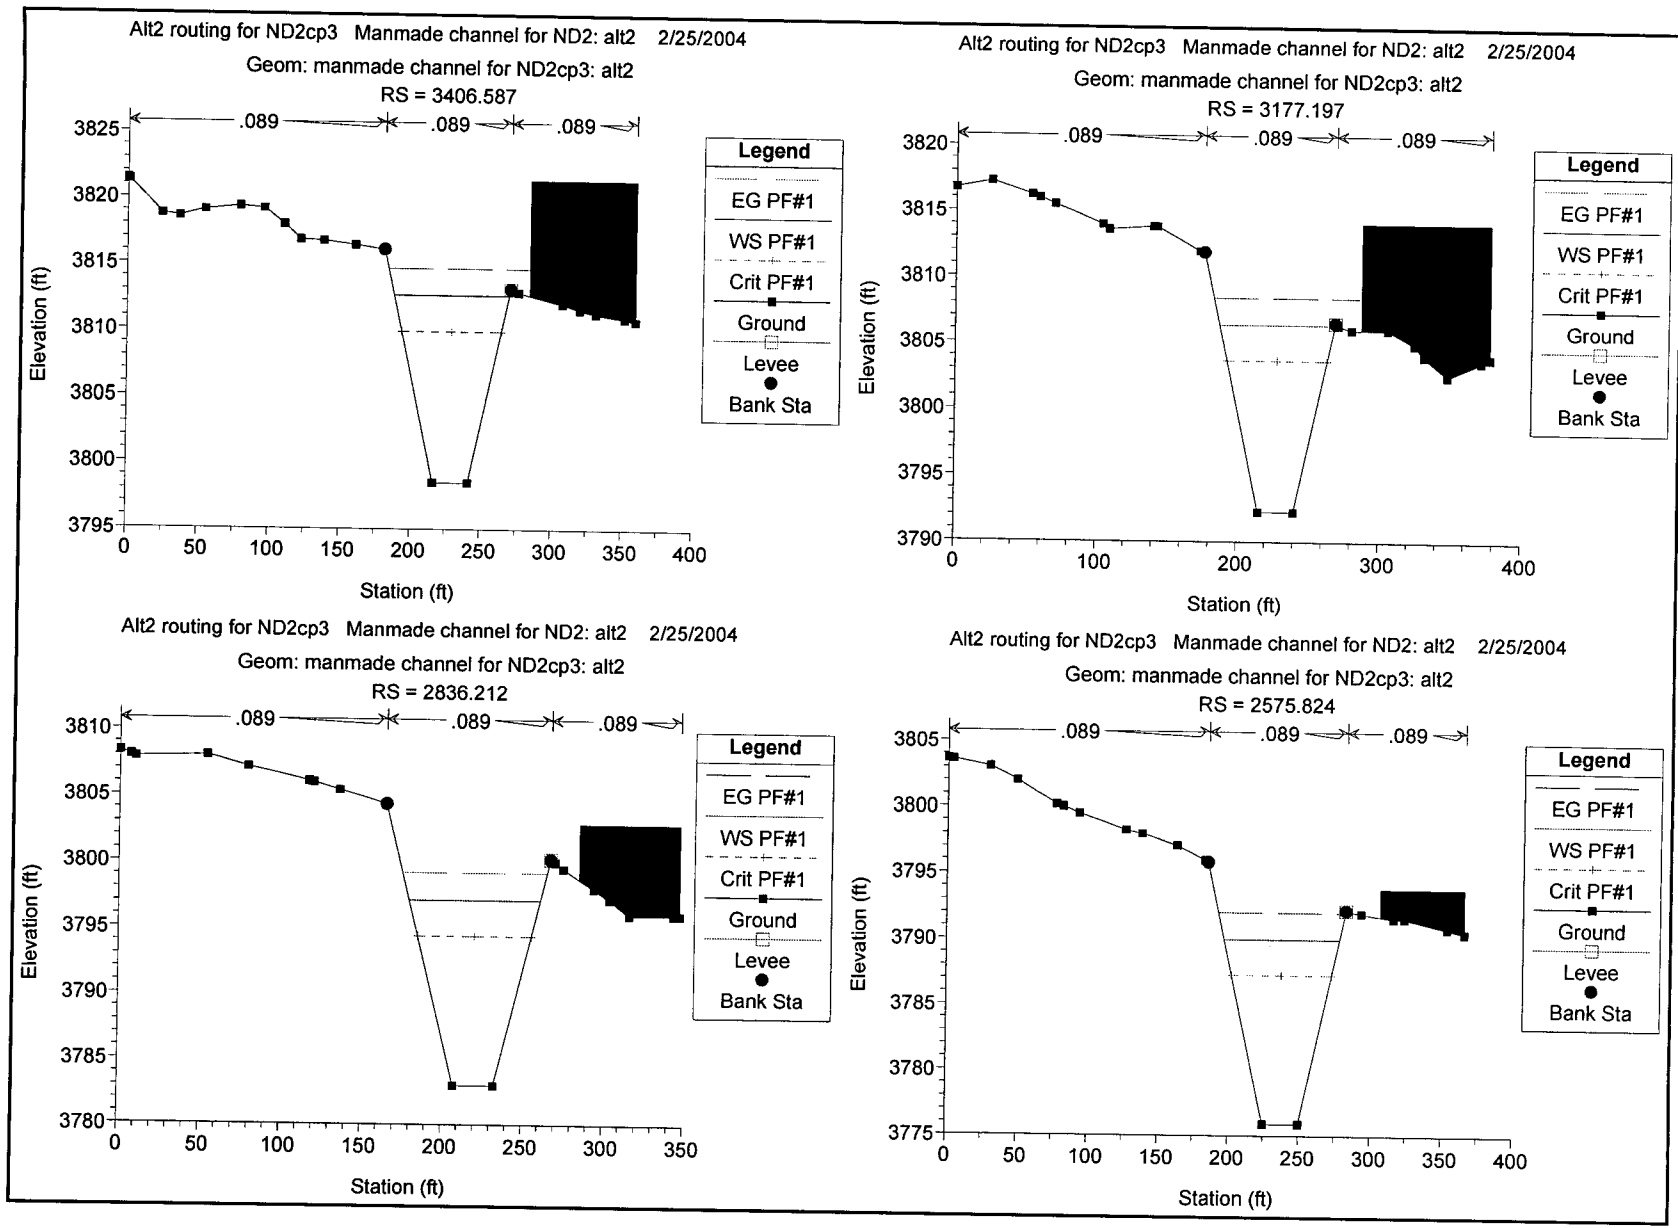 Alt2 routing for ND2cp3 Manmade channel for ND2: alt2 2/25/2004
Geom: manmade channel for ND2cp3: alt2
RS = 3406.587
.089 .089 .089
3825
3820
3815
3810
3805
3800
3795
Elevation (ft)
0 50 100 150 200 250 300 350 400
Station (ft)
Legend
EG PF#1
WS PF#1
Crit PF#1
Ground
Levee
Bank Sta
Alt2 routing for ND2cp3 Manmade channel for ND2: alt2 2/25/2004
Geom: manmade channel for ND2cp3: alt2
RS = 3177.197
.089 .089 .089
3820
3815
3810
3805
3800
3795
3790
Elevation (ft)
0 100 200 300 400
Station (ft)
Legend
EG PF#1
WS PF#1
Crit PF#1
Ground
Levee
Bank Sta
Alt2 routing for ND2cp3 Manmade channel for ND2: alt2 2/25/2004
Geom: manmade channel for ND2cp3: alt2
RS = 2836.212
.089 .089 .089
3810
3805
3800
3795
3790
3785
3780
Elevation (ft)
0 50 100 150 200 250 300 350
Station (ft)
Legend
EG PF#1
WS PF#1
Crit PF#1
Ground
Levee
Bank Sta
Alt2 routing for ND2cp3 Manmade channel for ND2: alt2 2/25/2004
Geom: manmade channel for ND2cp3: alt2
RS = 2575.824
.089 .089 .089
3805
3800
3795
3790
3785
3780
3775
Elevation (ft)
0 50 100 150 200 250 300 350 400
Station (ft)
Legend
EG PF#1
WS PF#1
Crit PF#1
Ground
Levee
Bank Sta